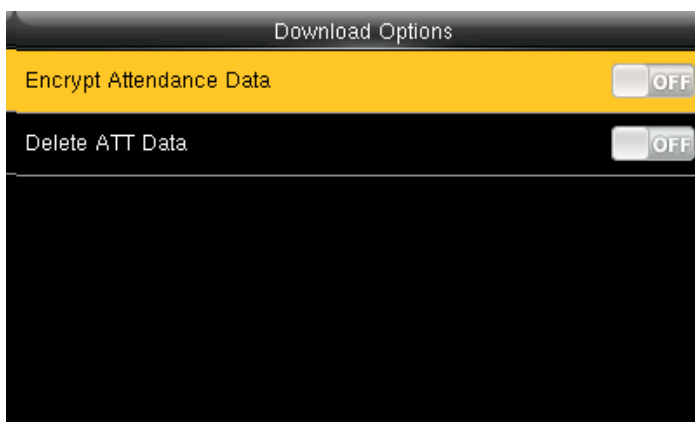 Download Options
Encrypt Attendance Data OFF
Delete ATT Data OFF